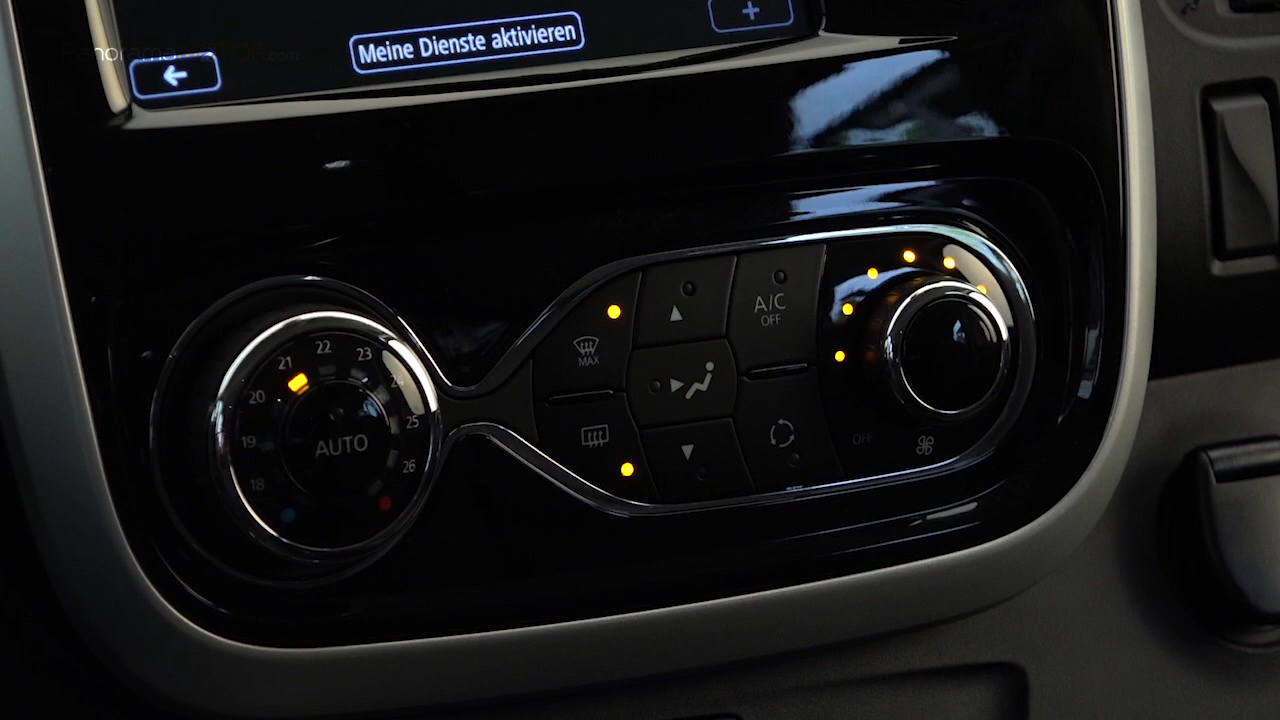 Meine Dienste aktivieren
MAX
A/C
OFF
21 22 23
20 24
19 25
18 26
AUTO
OFF